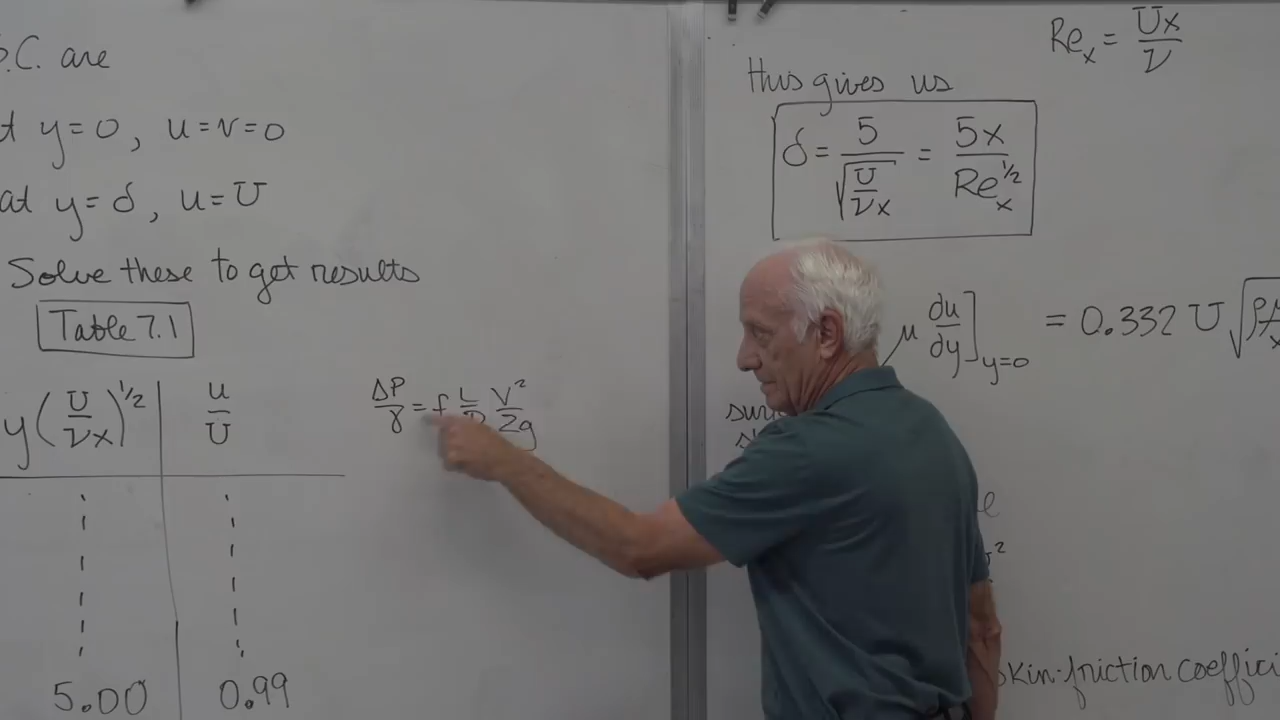 B.C. are
at y=0, u=v=0
at y=δ, u=U
Solve these to get results
Table 7.1
y(U/νx)^1/2 | u/U
5.00 | 0.99
ΔP/γ = f L/D V²/2g
Re_x = Ux/ν
this gives us
δ = 5/√(U/νx) = 5x/Re_x^1/2
μ du/dy]_y=0 = 0.332 U √ρμ/x
skin-friction coeffici